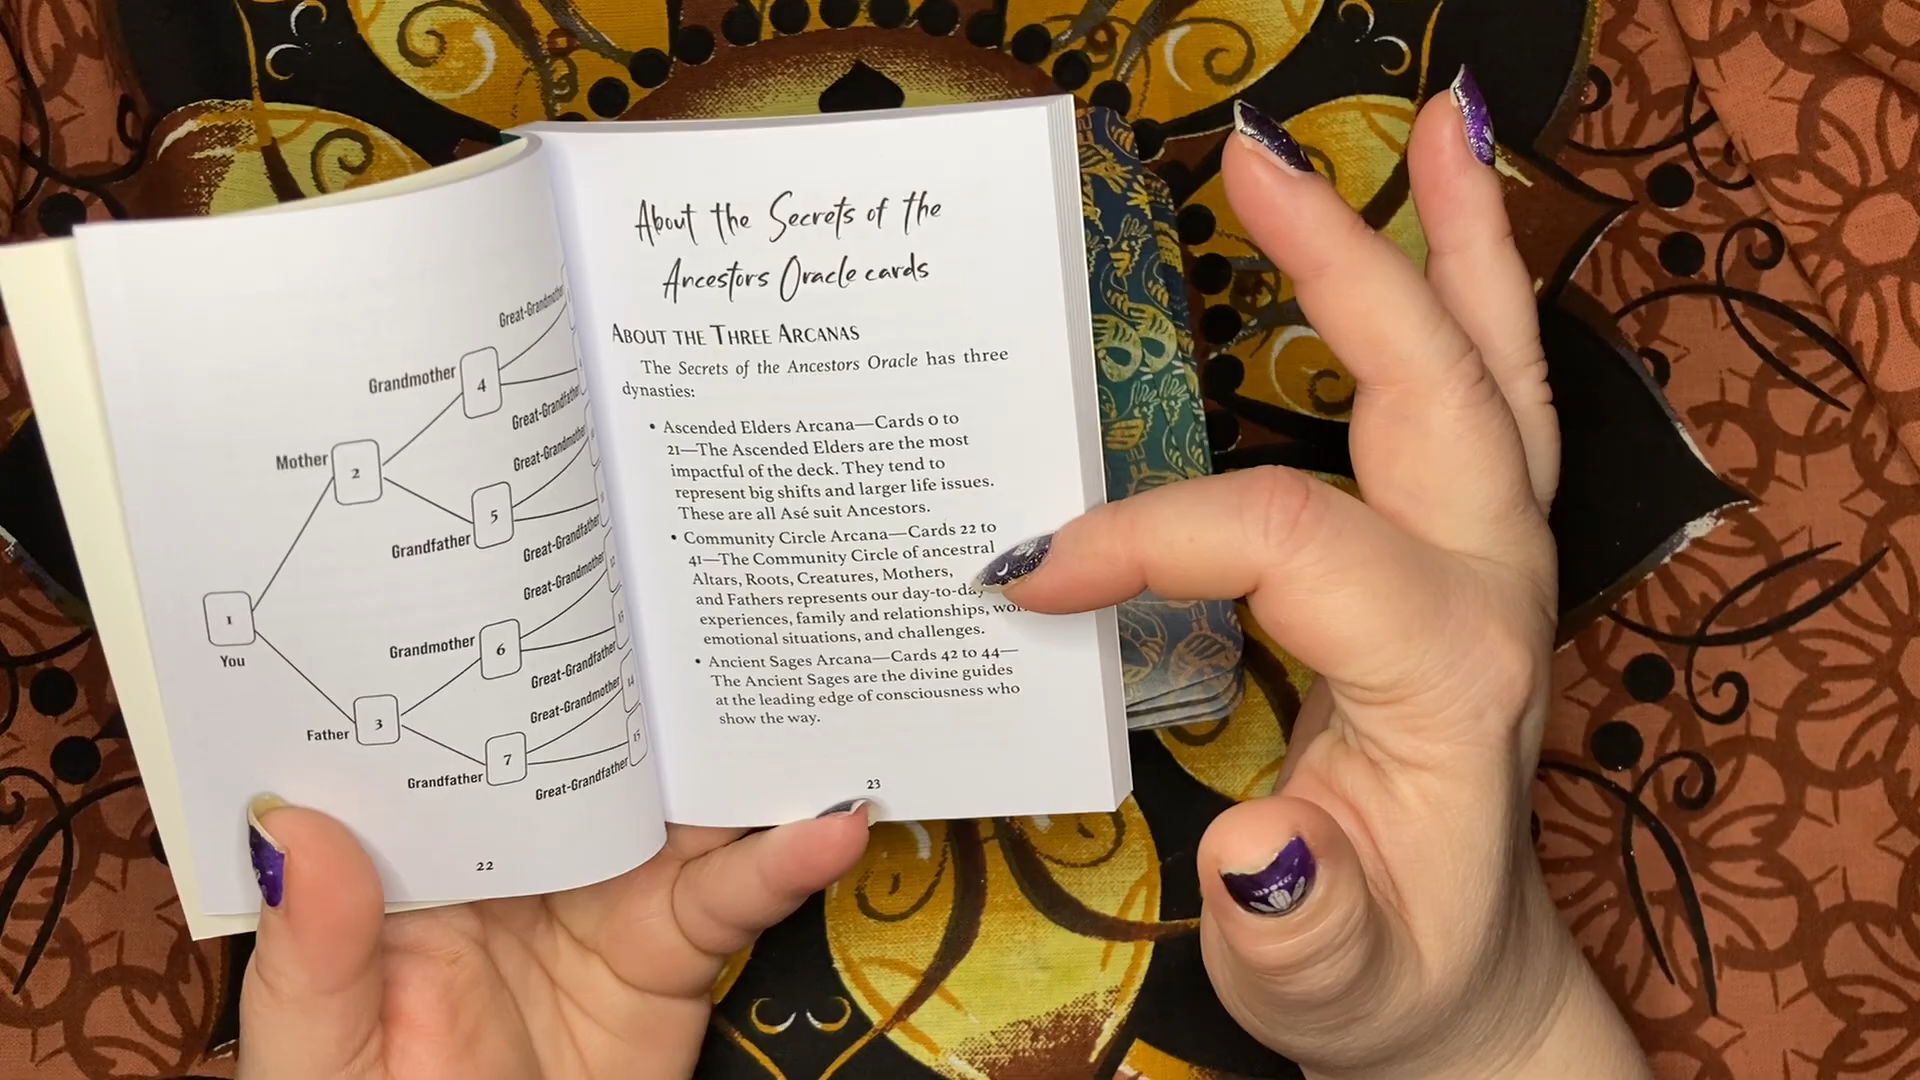 Great-Grandmother
Grandmother
4
Great-Grandfather
Mother
2
Great-Grandmother
5
Grandfather
Great-Grandfather
Great-Grandmother
1
You
Grandmother
6
13
Great-Grandfather
Great-Grandmother
14
Father
3
7
15
Grandfather
Great-Grandfather
22
About the Secrets of the
Ancestors Oracle cards
ABOUT THE THREE ARCANAS
The Secrets of the Ancestors Oracle has three
dynasties:
• Ascended Elders Arcana—Cards 0 to
21—The Ascended Elders are the most
impactful of the deck. They tend to
represent big shifts and larger life issues.
These are all Asé suit Ancestors.
• Community Circle Arcana—Cards 22 to
41—The Community Circle of ancestral
Altars, Roots, Creatures, Mothers,
and Fathers represents our day-to-day
experiences, family and relationships,
emotional situations, and challenges.
• Ancient Sages Arcana—Cards 42 to 44—
The Ancient Sages are the divine guides
at the leading edge of consciousness who
show the way.
23